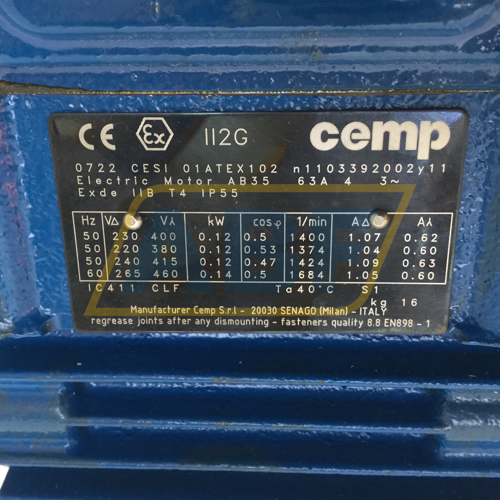 CE Ex II2G cemp
0722 CESI 01ATEX102 n1103392002y11
Electric Motor AB35 63A 4 3~
Exde IIB T4 IP55
Hz VΔ VA kW cosφ 1/min AΔ A⅄
50 230 400 0.12 0.5 1400 1.07 0.62
50 220 380 0.12 0.53 1374 1.04 0.60
50 240 415 0.12 0.47 1424 1.09 0.63
60 265 460 0.14 0.5 1684 1.05 0.60
IC411 CLF Ta40°C S1
kg 16
Manufacturer Cemp S.r.l - 20030 SENAGO (Milan) - ITALY
regrease joints after any dismounting - fasteners quality 8.8 EN898 - 1